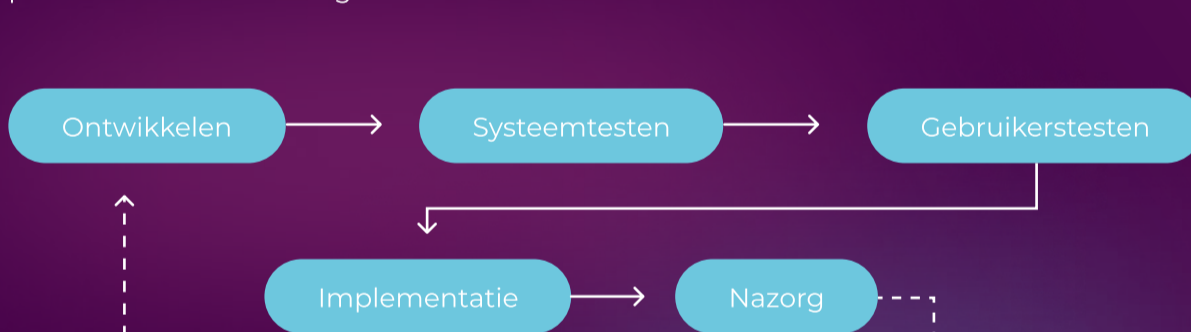 Ontwikkelen
Systeemtesten
Gebruikerstesten
Implementatie
Nazorg